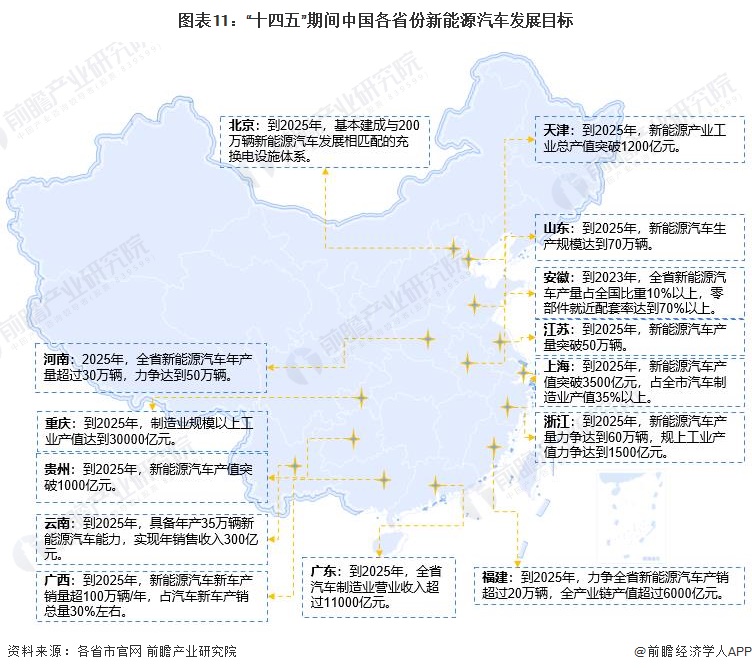 图表11：“十四五”期间中国各省份新能源汽车发展目标
北京：到2025年，基本建成与200
万辆新能源汽车发展相匹配的充
换电设施体系。
天津：到2025年，新能源产业工
业总产值突破1200亿元。
山东：到2025年，新能源汽车生
产规模达到70万辆。
安徽：到2023年，全省新能源汽
车产量占全国比重10%以上，零
部件就近配套率达到70%以上。
江苏：到2025年，新能源汽车产
量突破50万辆。
河南：2025年，全省新能源汽车年产
量超过30万辆，力争达到50万辆。
上海：到2025年，新能源汽车产
值突破3500亿元，占全市汽车制
造业产值35%以上。
重庆：到2025年，制造业规模以上工
业产值达到30000亿元。
浙江：到2025年，新能源汽车产
量力争达到60万辆，规上工业产
值力争达到1500亿元。
贵州：到2025年，新能源汽车产值突
破1000亿元。
云南：到2025年，具备年产35万辆新
能源汽车能力，实现年销售收入300亿
元。
广西：到2025年，新能源汽车新车产
销量超100万辆/年，占汽车新车产销
总量30%左右。
广东：到2025年，全省
汽车制造业营业收入超
过11000亿元。
福建：到2025年，力争全省新能源汽车产销
超过20万辆，全产业链产值超过6000亿元。
资料来源：各省市官网 前瞻产业研究院
@前瞻经济学人APP
前瞻产业研究院